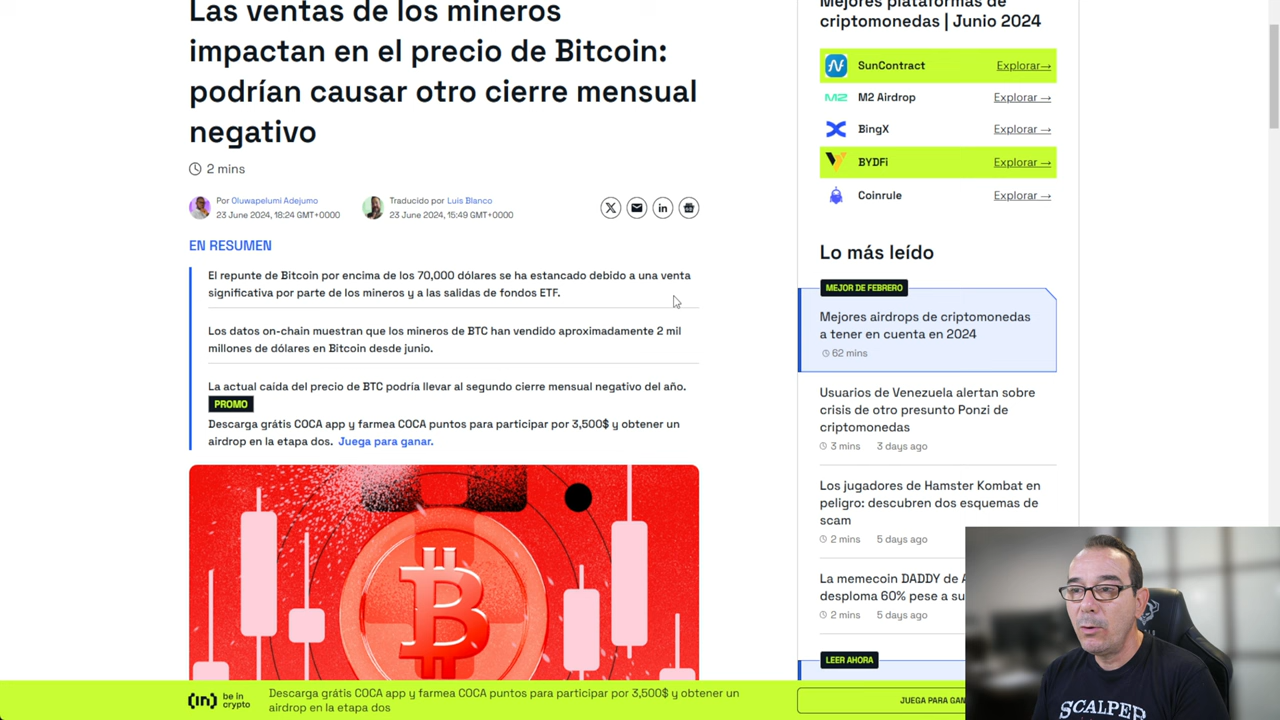 Las ventas de los mineros
impactan en el precio de Bitcoin:
podrían causar otro cierre mensual
negativo
2 mins
Por Oluwapelumi Adejumo
23 June 2024, 18:24 GMT+0000
Traducido por Luis Blanco
23 June 2024, 15:49 GMT+0000
EN RESUMEN
El repunte de Bitcoin por encima de los 70,000 dólares se ha estancado debido a una venta
significativa por parte de los mineros y a las salidas de fondos ETF.
Los datos on-chain muestran que los mineros de BTC han vendido aproximadamente 2 mil
millones de dólares en Bitcoin desde junio.
La actual caída del precio de BTC podría llevar al segundo cierre mensual negativo del año.
PROMO
Descarga grátis COCA app y farmea COCA puntos para participar por 3,500$ y obtener un
airdrop en la etapa dos. Juega para ganar.
Mejores plataformas de
criptomonedas | Junio 2024
SunContract Explorar→
M2 M2 Airdrop Explorar →
BingX Explorar →
BYDFi Explorar →
Coinrule Explorar →
Lo más leído
MEJOR DE FEBRERO
Mejores airdrops de criptomonedas
a tener en cuenta en 2024
62 mins
Usuarios de Venezuela alertan sobre
crisis de otro presunto Ponzi de
criptomonedas
3 mins 3 days ago
Los jugadores de Hamster Kombat en
peligro: descubren dos esquemas de
scam
2 mins 5 days ago
La memecoin DADDY de
desploma 60% pese a su
2 mins 5 days ago
LEER AHORA
be in
crypto
Descarga grátis COCA app y farmea COCA puntos para participar por 3,500$ y obtener un
airdrop en la etapa dos
JUEGA PARA GAN
SCALPER